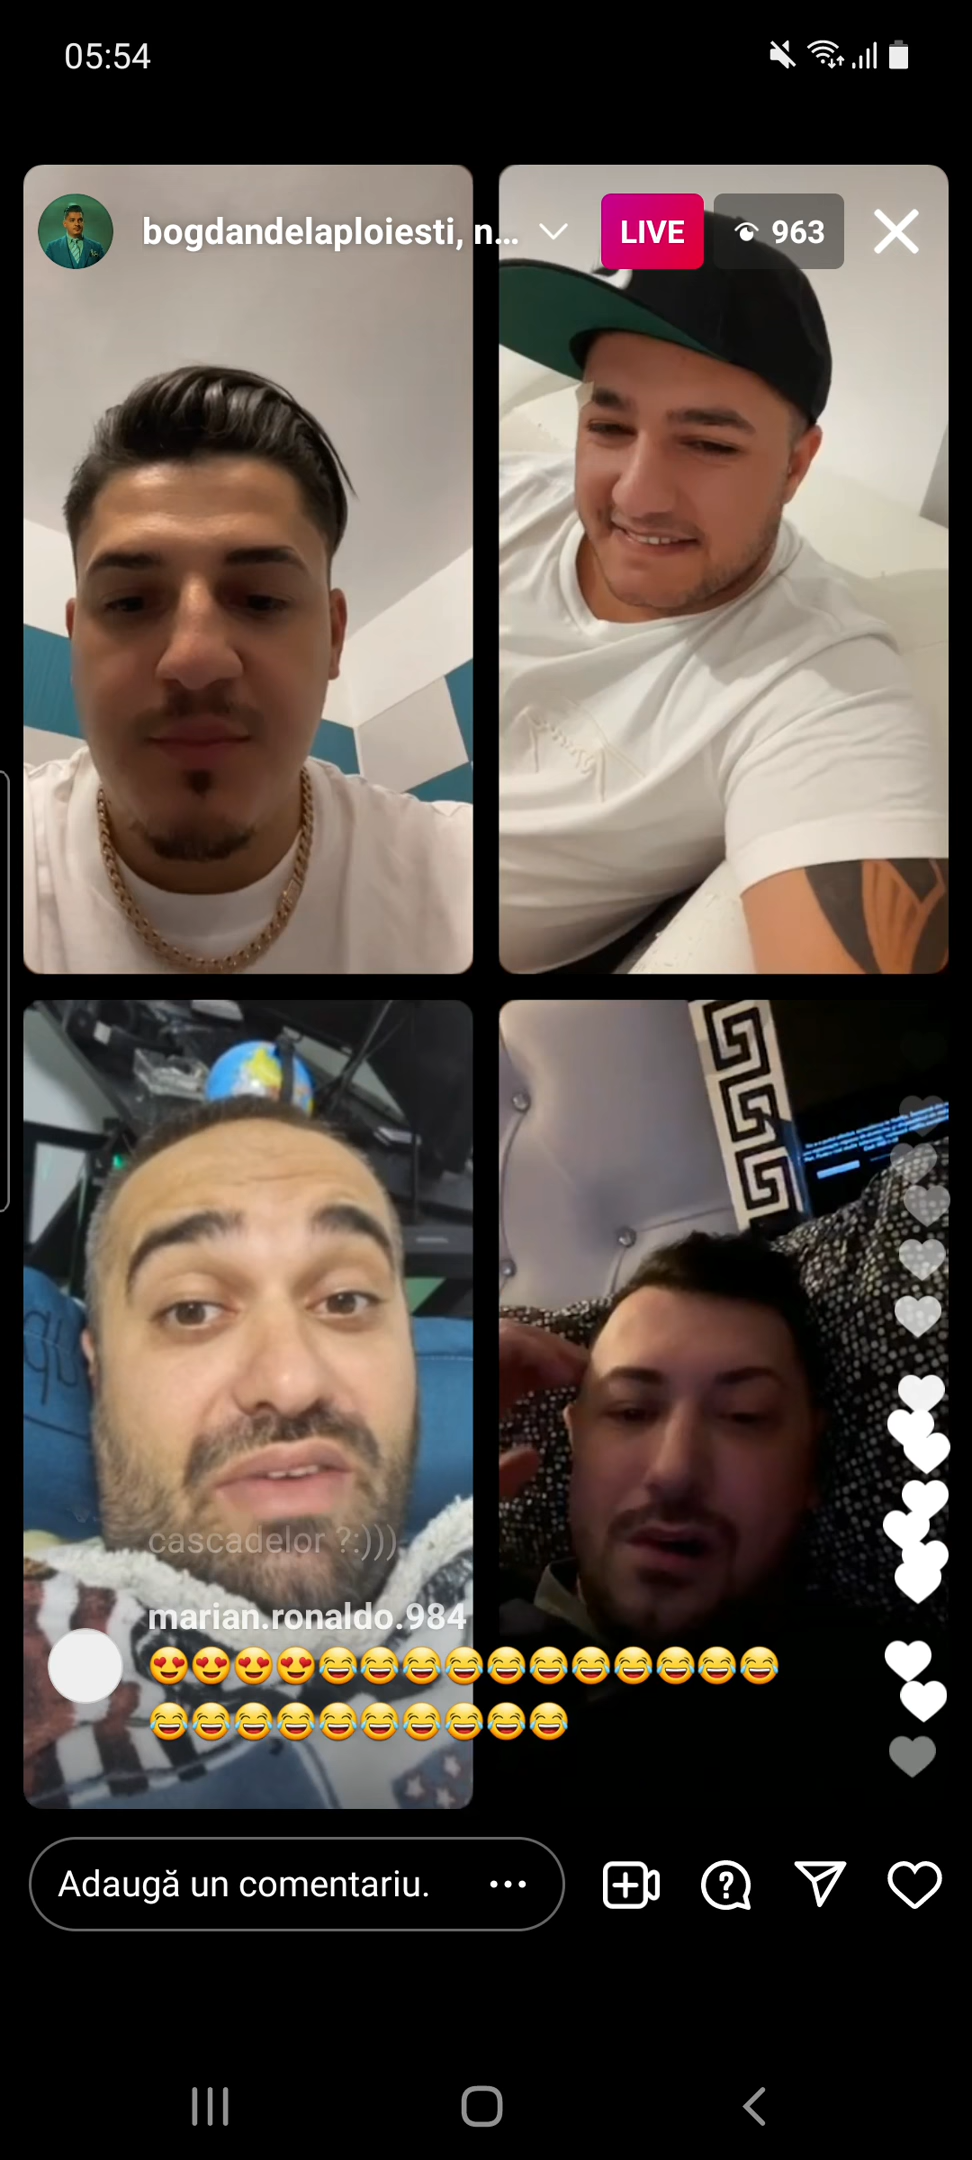 05:54
bogdandelaploiesti, n...
LIVE
963
cascadelor ?:)))
marian.ronaldo.984
😍😍😍😍😂😂😂😂😂😂😂😂😂😂😂
😂😂😂😂😂😂😂😂😂😂
Adaugă un comentariu.